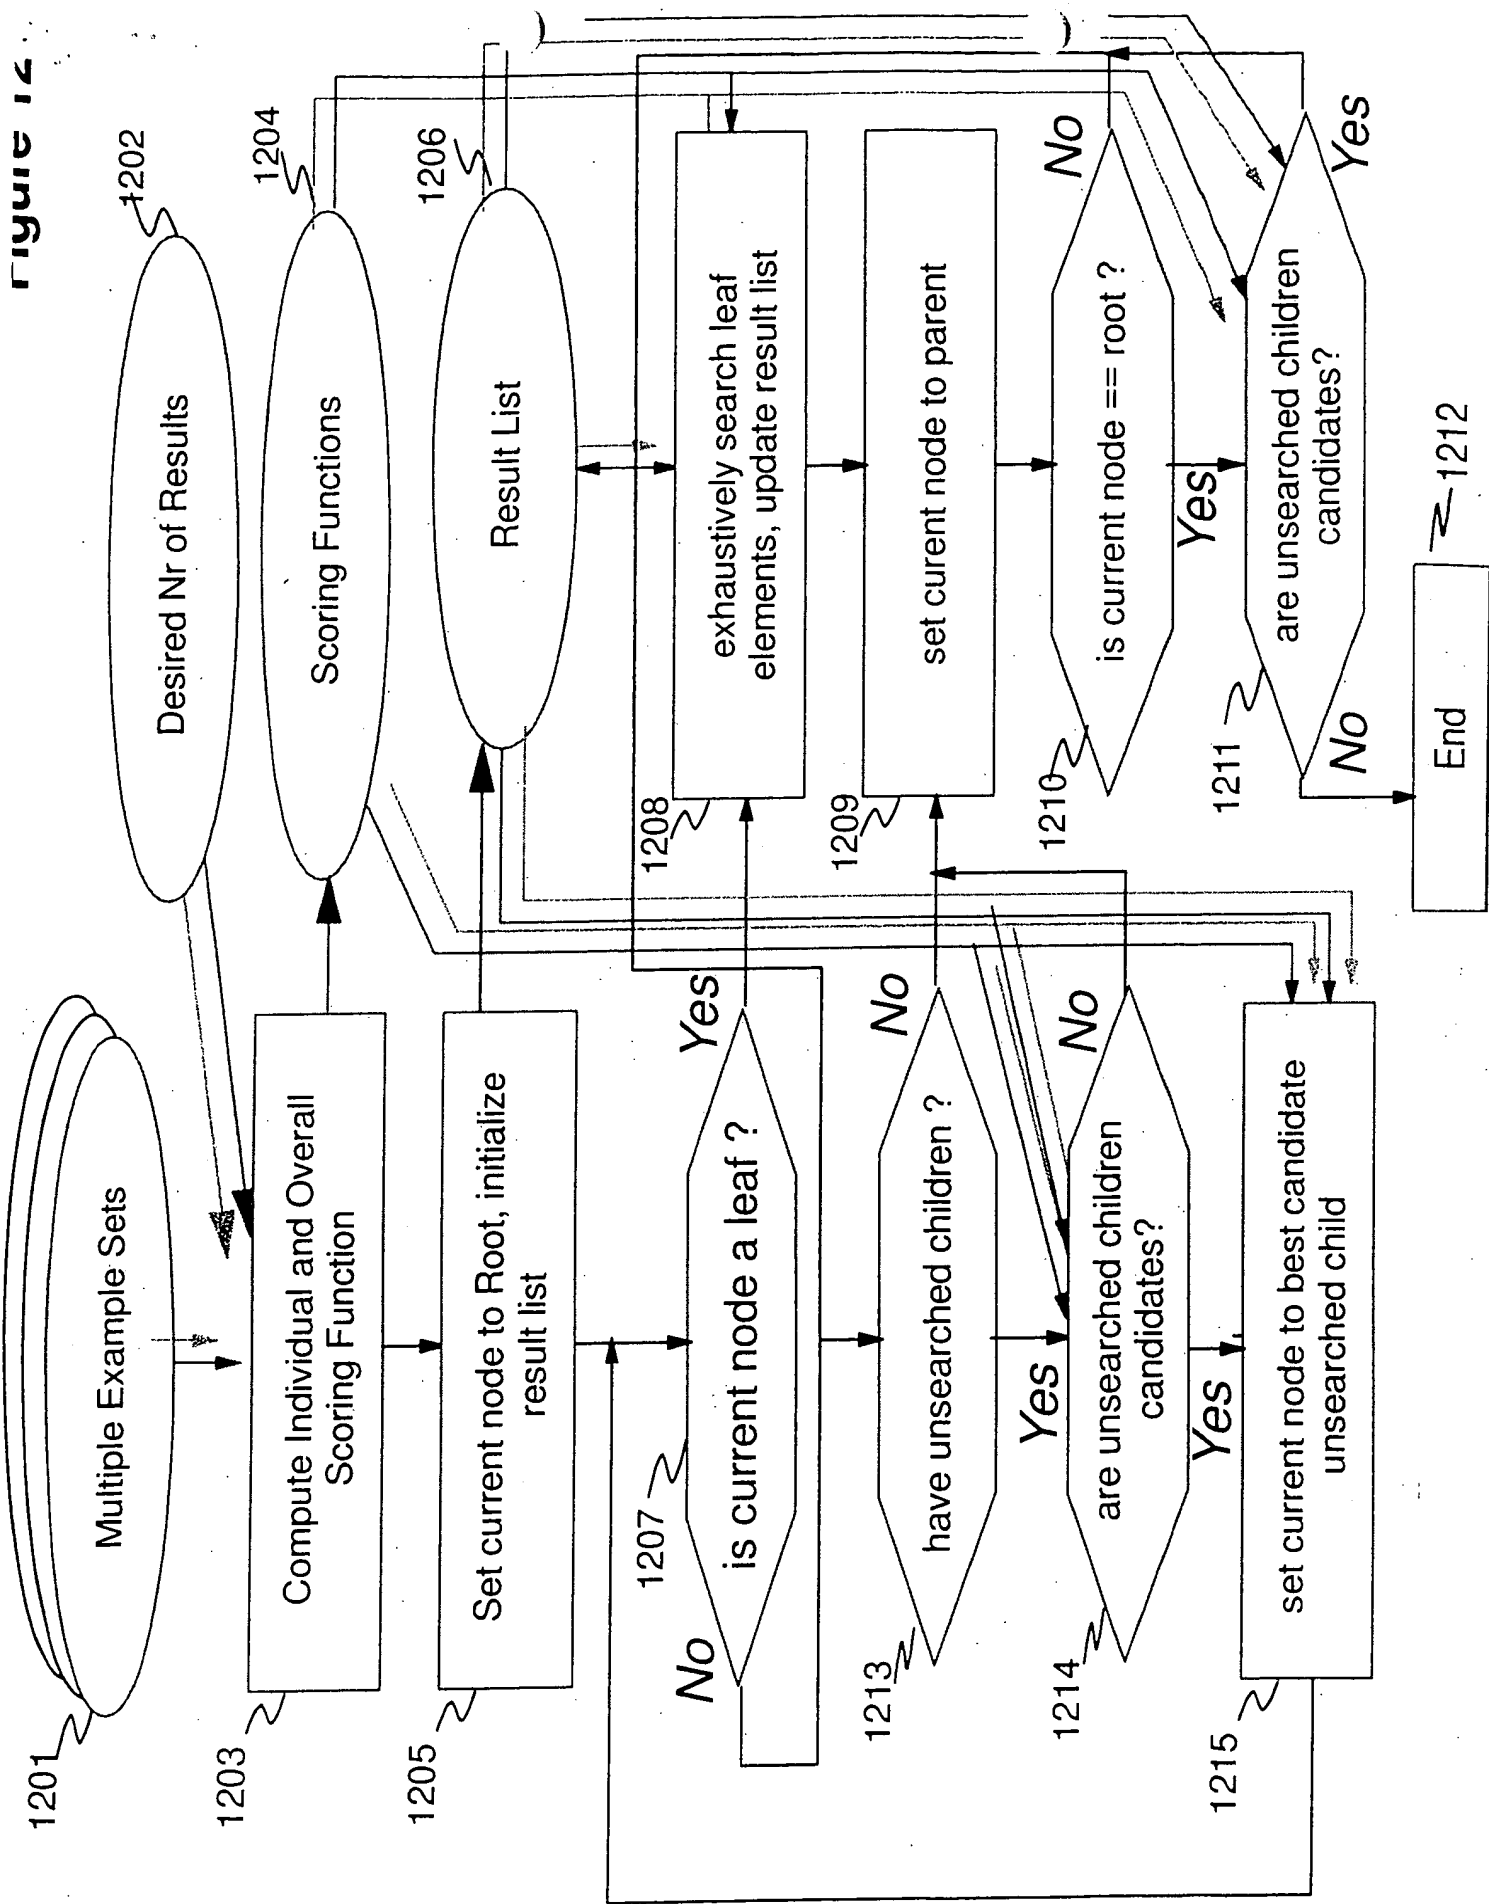 Figure 12
1201
Multiple Example Sets
1202
Desired Nr of Results
1203
Compute Individual and Overall
Scoring Function
1204
Scoring Functions
1205
Set current node to Root, initialize
result list
1206
Result List
1207
is current node a leaf ?
No
Yes
1208
exhaustively search leaf
elements, update result list
1209
set curent node to parent
1210
is current node == root ?
No
Yes
1211
are unsearched children
candidates?
No
Yes
End
1212
1213
have unsearched children ?
No
Yes
1214
are unsearched children
candidates?
No
Yes
1215
set current node to best candidate
unsearched child